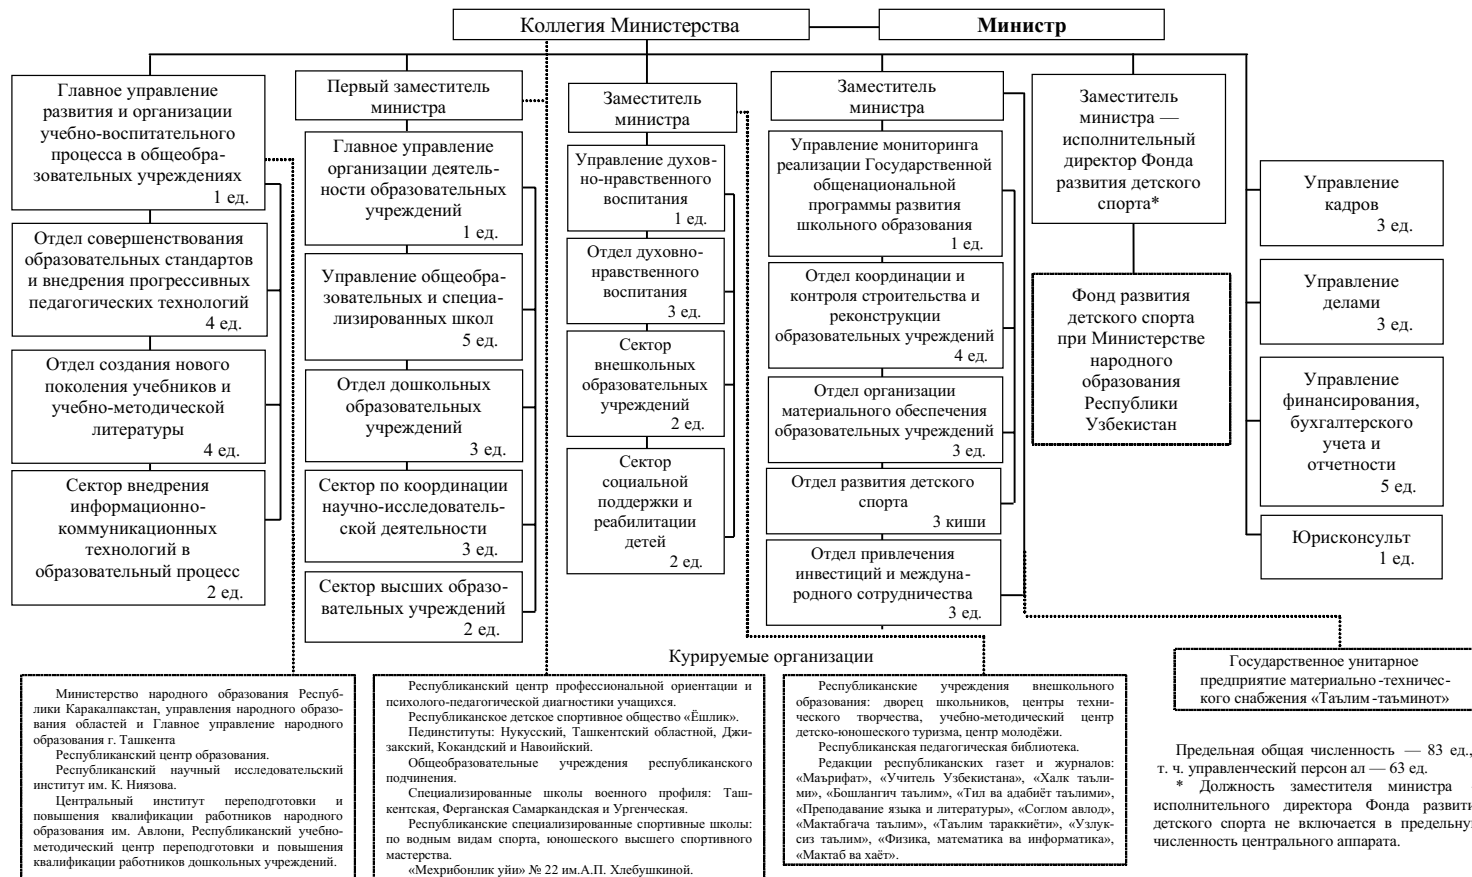 Коллегия Министерства
Министр
Главное управление
развития и организации
учебно-воспитательного
процесса в общеобра-
зовательных учреждениях
1 ед.
Отдел совершенствования
образовательных стандартов
и внедрения прогрессивных
педагогических технологий
4 ед.
Отдел создания нового
поколения учебников и
учебно-методической
литературы
4 ед.
Сектор внедрения
информационно-
коммуникационных
технологий в
образовательный процесс
2 ед.
Первый заместитель
министра
Главное управление
организации деятель-
ности образовательных
учреждений
1 ед.
Управление общеобра-
зовательных и специа-
лизированных школ
5 ед.
Отдел дошкольных
образовательных
учреждений
3 ед.
Сектор по координации
научно-исследователь-
ской деятельности
3 ед.
Сектор высших образо-
вательных учреждений
2 ед.
Заместитель
министра
Управление духов-
но-нравственного
воспитания
1 ед.
Отдел духовно-
нравственного
воспитания
3 ед.
Сектор
внешкольных
образовательных
учреждений
2 ед.
Сектор
социальной
поддержки и
реабилитации
детей
2 ед.
Заместитель
министра
Управление мониторинга
реализации Государственной
общенациональной
программы развития
школьного образования
1 ед.
Отдел координации и
контроля строительства и
реконструкции
образовательных учреждений
4 ед.
Отдел организации
материального обеспечения
образовательных учреждений
3 ед.
Отдел развития детского
спорта
3 киши
Отдел привлечения
инвестиций и междуна-
родного сотрудничества
3 ед.
Заместитель
министра —
исполнительный
директор Фонда
развития детского
спорта*
Фонд развития
детского спорта
при Министерстве
народного
образования
Республики
Узбекистан
Управление
кадров
3 ед.
Управление
делами
3 ед.
Управление
финансирования,
бухгалтерского
учета и
отчетности
5 ед.
Юрисконсульт
1 ед.
Курируемые организации
Министерство народного образования Респуб-
лики Каракалпакстан, управления народного образо-
вания областей и Главное управление народного
образования г. Ташкента
Республиканский центр образования.
Республиканский научный исследовательский
институт им. К. Ниязова.
Центральный институт переподготовки и
повышения квалификации работников народного
образования им. Авлони, Республиканский учебно-
методический центр переподготовки и повышения
квалификации работников дошкольных учреждений.
Республиканский центр профессиональной ориентации и
психолого-педагогической диагностики учащихся.
Республиканское детское спортивное общество «Ёшлик».
Пединституты: Нукусский, Ташкентский областной, Джи-
закский, Кокандский и Навоийский.
Общеобразовательные учреждения республиканского
подчинения.
Специализированные школы военного профиля: Таш-
кентская, Ферганская Самаркандская и Ургенческая.
Республиканские специализированные спортивные школы:
по водным видам спорта, юношеского высшего спортивного
мастерства.
«Мехрибонлик уйи» № 22 им.А.П. Хлебушкиной.
Республиканские учреждения внешкольного
образования: дворец школьников, центры техни-
ческого творчества, учебно-методический центр
детско-юношеского туризма, центр молодёжи.
Республиканская педагогическая библиотека.
Редакции республиканских газет и журналов:
«Маърифат», «Учитель Узбекистана», «Халк таъли-
ми», «Бошлангич таълим», «Тил ва адабиёт таълими»,
«Преподавание языка и литературы», «Соглом авлод»,
«Мактабгача таълим», «Таълим тараккиёти», «Узлук-
сиз таълим», «Физика, математика ва информатика»,
«Мактаб ва хаёт».
Государственное унитарное
предприятие материально-техничес-
кого снабжения «Таълим-таъминот»
Предельная общая численность — 83 ед.,
т. ч. управленческий персон ал — 63 ед.
* Должность заместителя министра
исполнительного директора Фонда развити
детского спорта не включается в предельну
численность центрального аппарата.